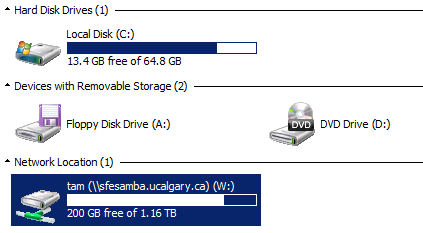 Hard Disk Drives (1)
Local Disk (C:)
13.4 GB free of 64.8 GB
Devices with Removable Storage (2)
Floppy Disk Drive (A:)
DVD
DVD Drive (D:)
Network Location (1)
tam (\\sfesamba.ucalgary.ca) (W:)
200 GB free of 1.16 TB